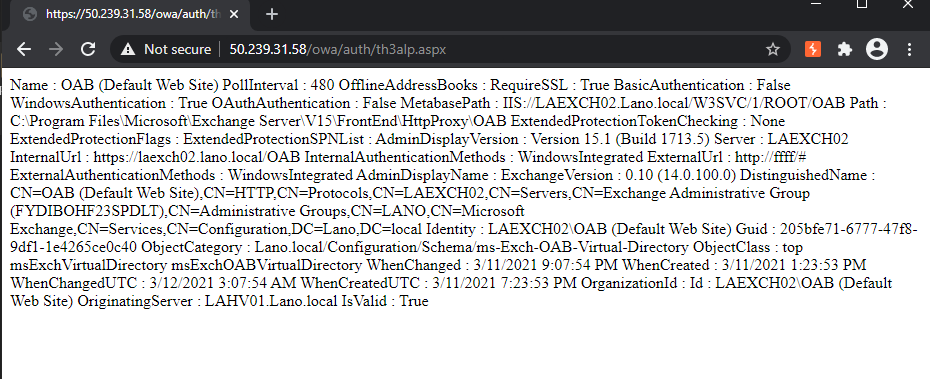 https://50.239.31.58/owa/auth/th
Not secure | 50.239.31.58/owa/auth/th3alp.aspx
Name : OAB (Default Web Site) PollInterval : 480 OfflineAddressBooks : RequireSSL : True BasicAuthentication : False
WindowsAuthentication : True OAuthAuthentication : False MetabasePath : IIS://LAEXCH02.Lano.local/W3SVC/1/ROOT/OAB Path :
C:\Program Files\Microsoft\Exchange Server\V15\FrontEnd\HttpProxy\OAB ExtendedProtectionTokenChecking : None
ExtendedProtectionFlags : ExtendedProtectionSPNList : AdminDisplayVersion : Version 15.1 (Build 1713.5) Server : LAEXCH02
InternalUrl : https://laexch02.lano.local/OAB InternalAuthenticationMethods : WindowsIntegrated ExternalUrl : http://ffff/#
ExternalAuthenticationMethods : WindowsIntegrated AdminDisplayName : ExchangeVersion : 0.10 (14.0.100.0) DistinguishedName :
CN=OAB (Default Web Site),CN=HTTP,CN=Protocols,CN=LAEXCH02,CN=Servers,CN=Exchange Administrative Group
(FYDIBOHF23SPDLT),CN=Administrative Groups,CN=LANO,CN=Microsoft
Exchange,CN=Services,CN=Configuration,DC=Lano,DC=local Identity : LAEXCH02\OAB (Default Web Site) Guid : 205bfe71-6777-47f8-
9df1-1e4265ce0c40 ObjectCategory : Lano.local/Configuration/Schema/ms-Exch-OAB-Virtual-Directory ObjectClass : top
msExchVirtualDirectory msExchOABVirtualDirectory WhenChanged : 3/11/2021 9:07:54 PM WhenCreated : 3/11/2021 1:23:53 PM
WhenChangedUTC : 3/12/2021 3:07:54 AM WhenCreatedUTC : 3/11/2021 7:23:53 PM OrganizationId : Id : LAEXCH02\OAB (Default
Web Site) OriginatingServer : LAHV01.Lano.local IsValid : True